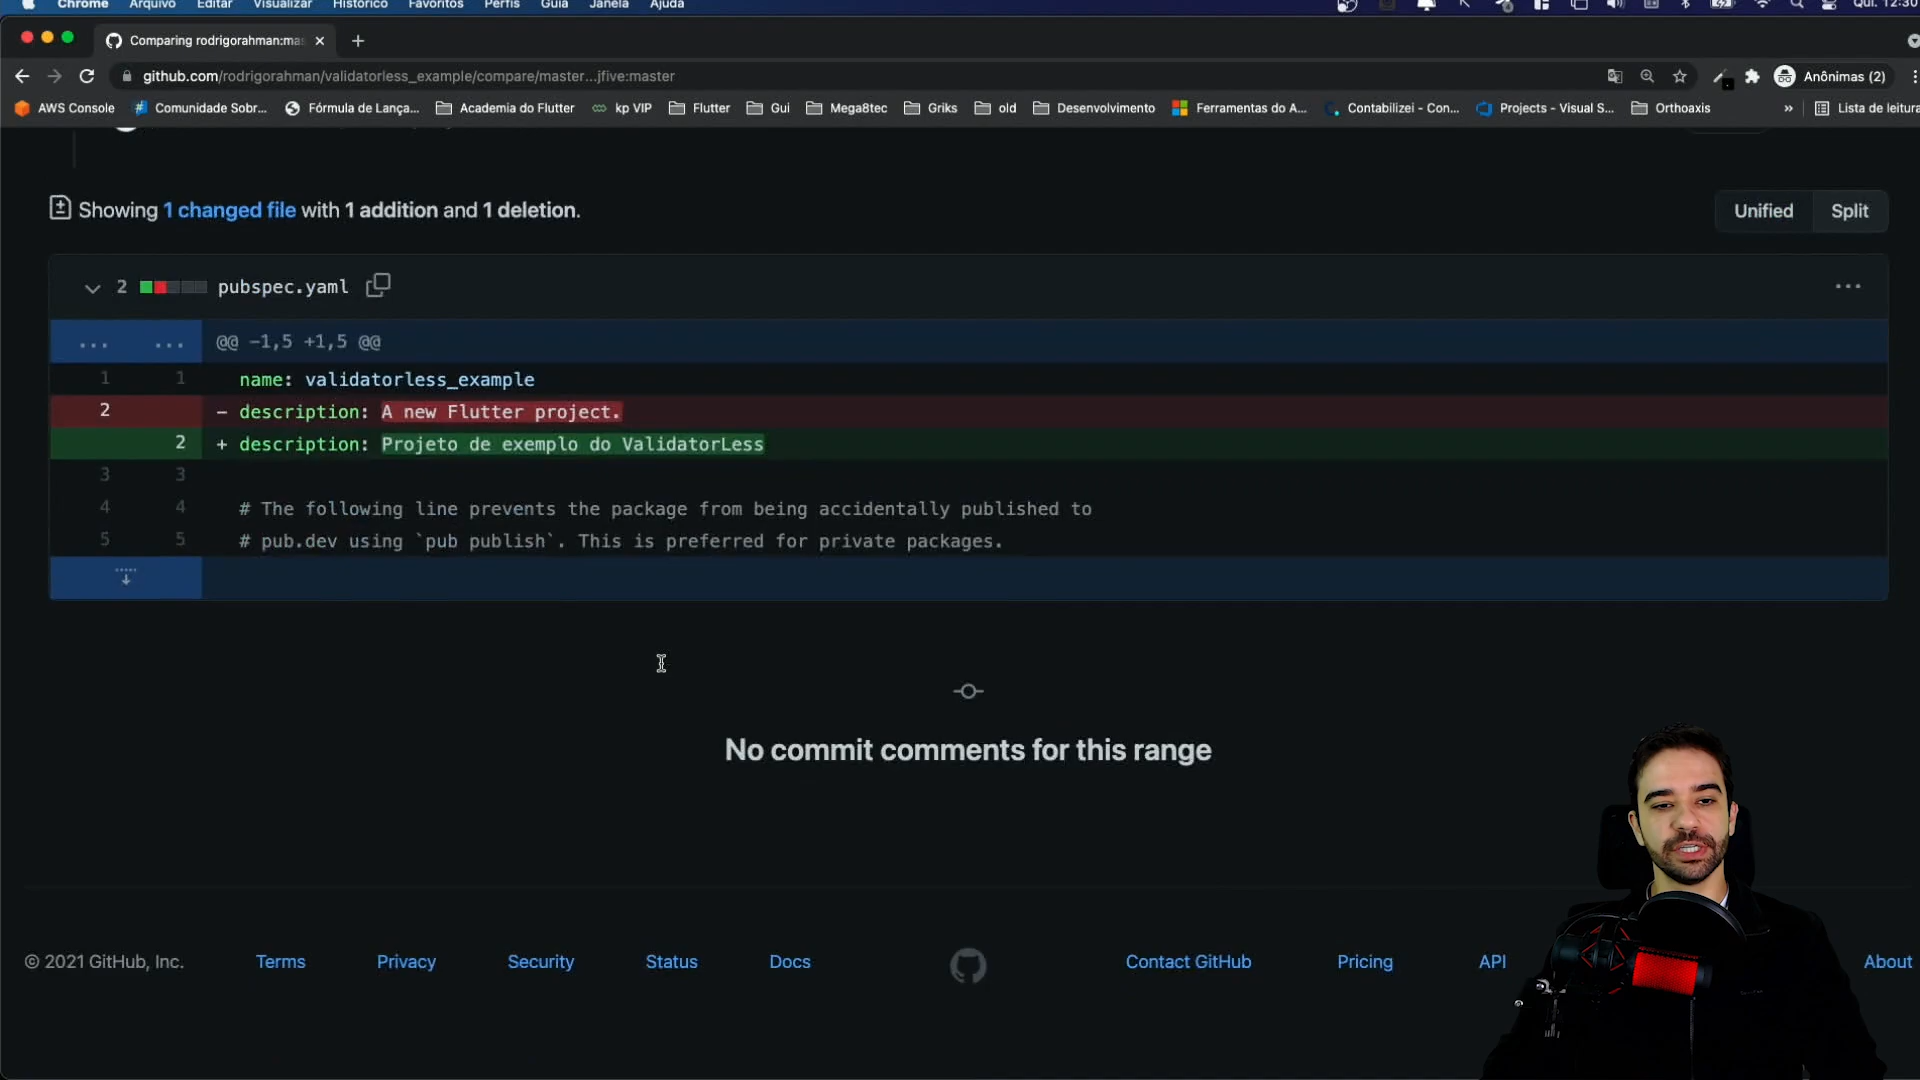 Chrome Arquivo Editar Visualizar Histórico Favoritos Perfis Guia Janela Ajuda Qui. 12:30
Comparing rodrigorahman:ma
github.com/rodrigorahman/validatorless_example/compare/master...jfive:master
Anônimas (2)
AWS Console Comunidade Sobr... Fórmula de Lança... Academia do Flutter kp VIP Flutter Gui Mega8tec Griks old Desenvolvimento Ferramentas do A... Contabilizei - Con... Projects - Visual S... Orthoaxis » Lista de leitura
Showing 1 changed file with 1 addition and 1 deletion.
Unified Split
2 pubspec.yaml ...
... ... @@ -1,5 +1,5 @@
1 1 name: validatorless_example
2 - description: A new Flutter project.
2 + description: Projeto de exemplo do ValidatorLess
3 3
4 4 # The following line prevents the package from being accidentally published to
5 5 # pub.dev using `pub publish`. This is preferred for private packages.
No commit comments for this range
© 2021 GitHub, Inc. Terms Privacy Security Status Docs Contact GitHub Pricing API About